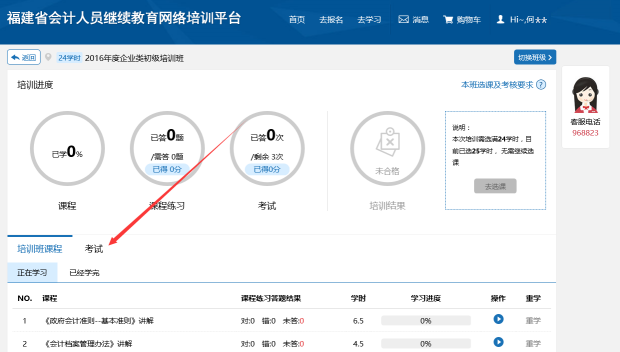 福建省会计人员继续教育网络培训平台 首页 去报名 去学习 消息 购物车 Hi~,何**
返回 24学时 2016年度企业类初级培训班 切换班级 >
培训进度 本班选课及考核要求 ?
已学0%
课程
已答0题
/需答 0题
已得 0分
课程练习
已答0次
/剩余 3次
已得0分
考试
未合格
培训结果
说明：
本次培训需选满24学时，目
前已选25学时，无需继续选
课
去选课
客服电话
968823
培训班课程 考试
正在学习 已经学完
NO. 课程 课程练习答题结果 学时 学习进度 操作 重学
1 《政府会计准则--基本准则》讲解 对:0 错:0 未答:0 6.5 0% 重学
2 《会计档案管理办法》讲解 对:0 错:0 未答:0 4.5 0% 重学